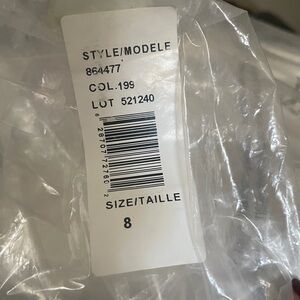 STYLE/MODELE
864477
COL.199
LOT 521240
SIZE/TAILLE
8